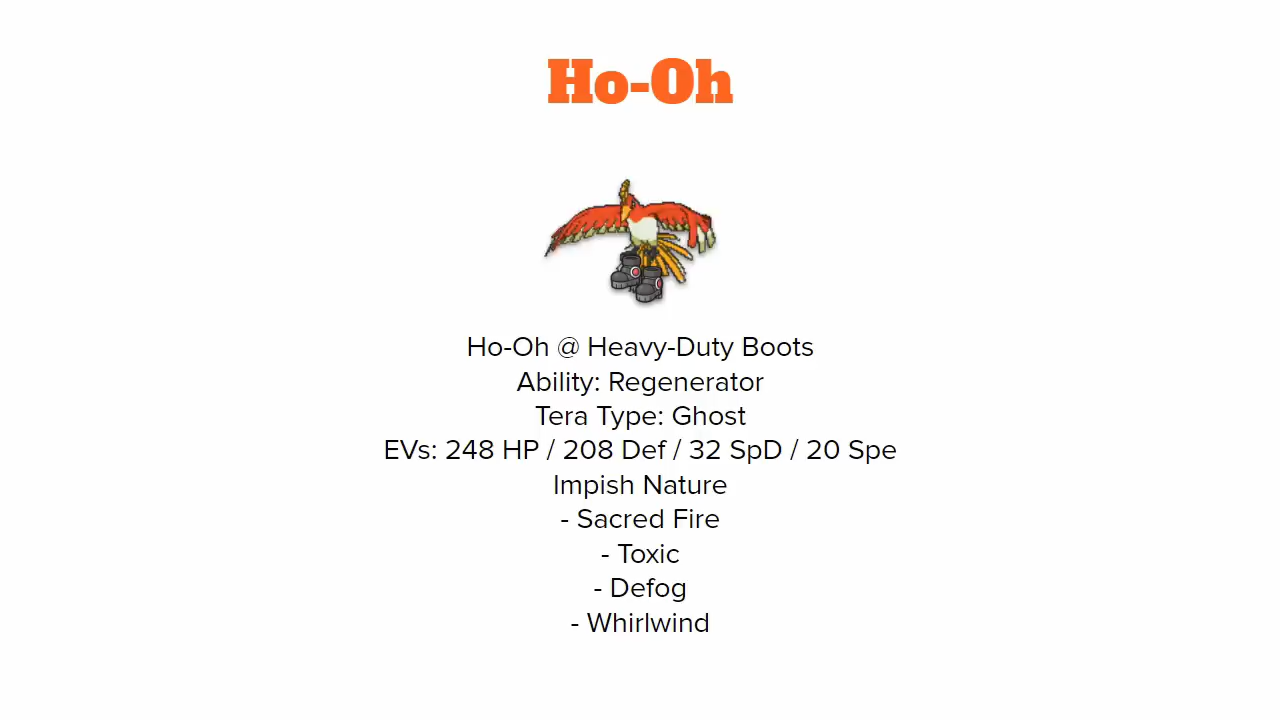 Ho-Oh
Ho-Oh @ Heavy-Duty Boots
Ability: Regenerator
Tera Type: Ghost
EVs: 248 HP / 208 Def / 32 SpD / 20 Spe
Impish Nature
- Sacred Fire
- Toxic
- Defog
- Whirlwind